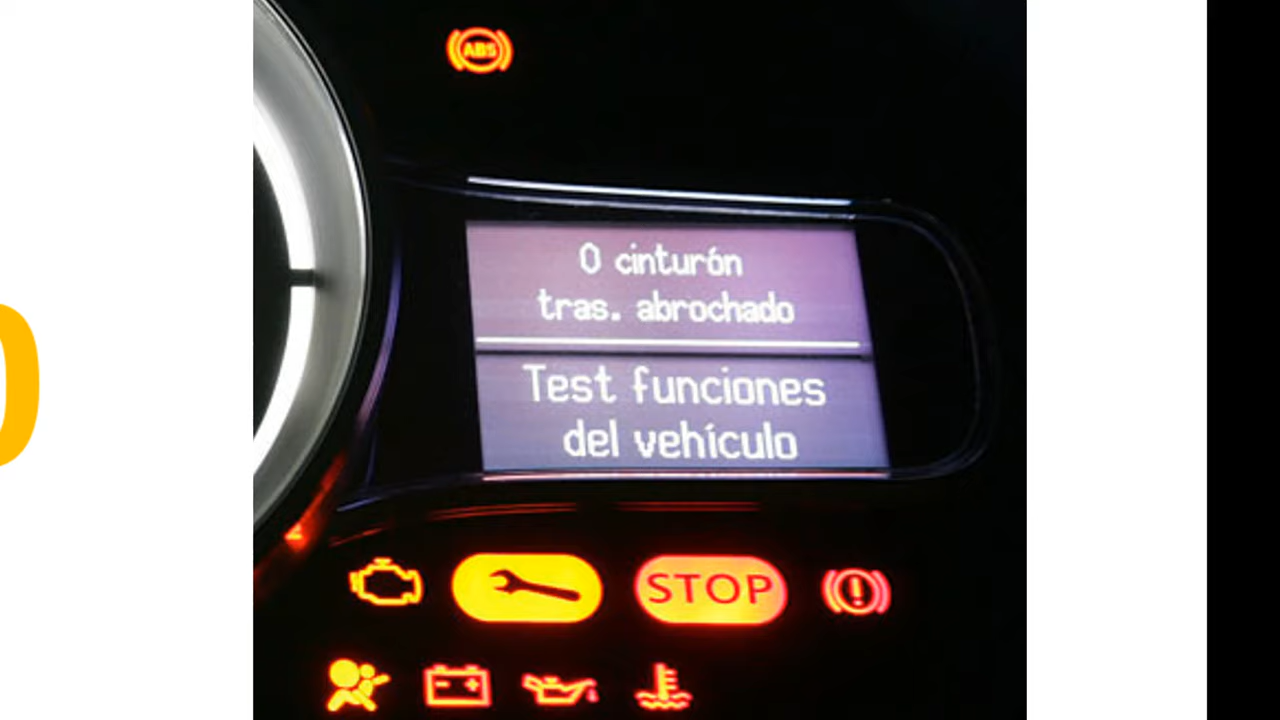 ABS
0 cinturón
tras. abrochado
Test funciones
del vehículo
STOP